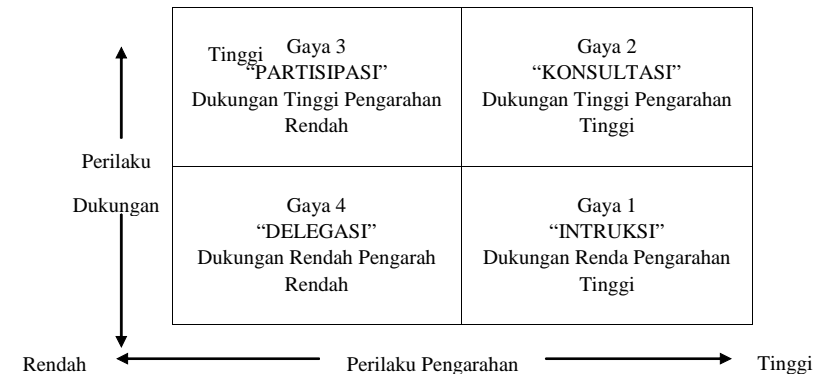 Tinggi
Gaya 3
“PARTISIPASI”
Dukungan Tinggi Pengarahan
Rendah
Gaya 2
“KONSULTASI”
Dukungan Tinggi Pengarahan
Tinggi
Perilaku
Dukungan
Gaya 4
“DELEGASI”
Dukungan Rendah Pengarah
Rendah
Gaya 1
“INTRUKSI”
Dukungan Renda Pengarahan
Tinggi
Rendah
Perilaku Pengarahan
Tinggi